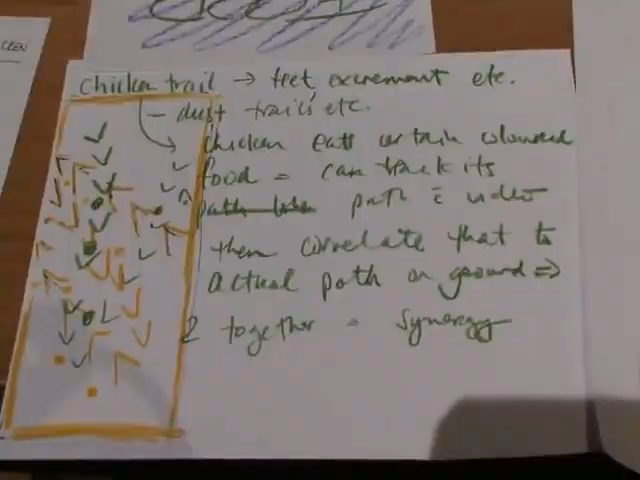 chicken trail → feet, excrement etc.
- dust trails etc.
chicken eats certain coloured
food = can track its
path c̄ video
then correlate that to
actual path on ground ⇒
2 together = synergy